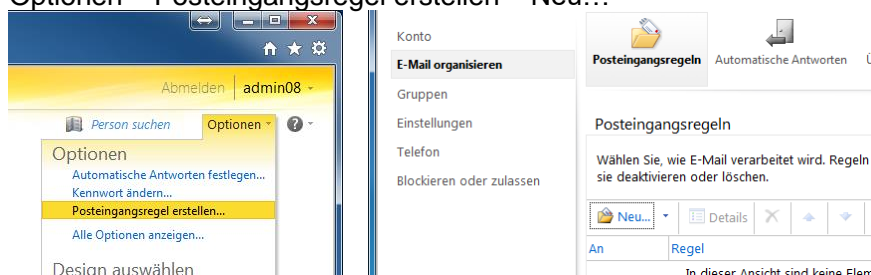 Optionen – Posteingangsregel erstellen – Neu…
Abmelden admin08
Person suchen Optionen
Optionen
Automatische Antworten festlegen...
Kennwort ändern...
Posteingangsregel erstellen...
Alle Optionen anzeigen...
Design auswählen
Konto
E-Mail organisieren
Gruppen
Einstellungen
Telefon
Blockieren oder zulassen
Posteingangsregeln Automatische Antworten
Posteingangsregeln
Wählen Sie, wie E-Mail verarbeitet wird. Regeln
sie deaktivieren oder löschen.
Neu... Details
An Regel
In dieser Ansicht sind keine Elem